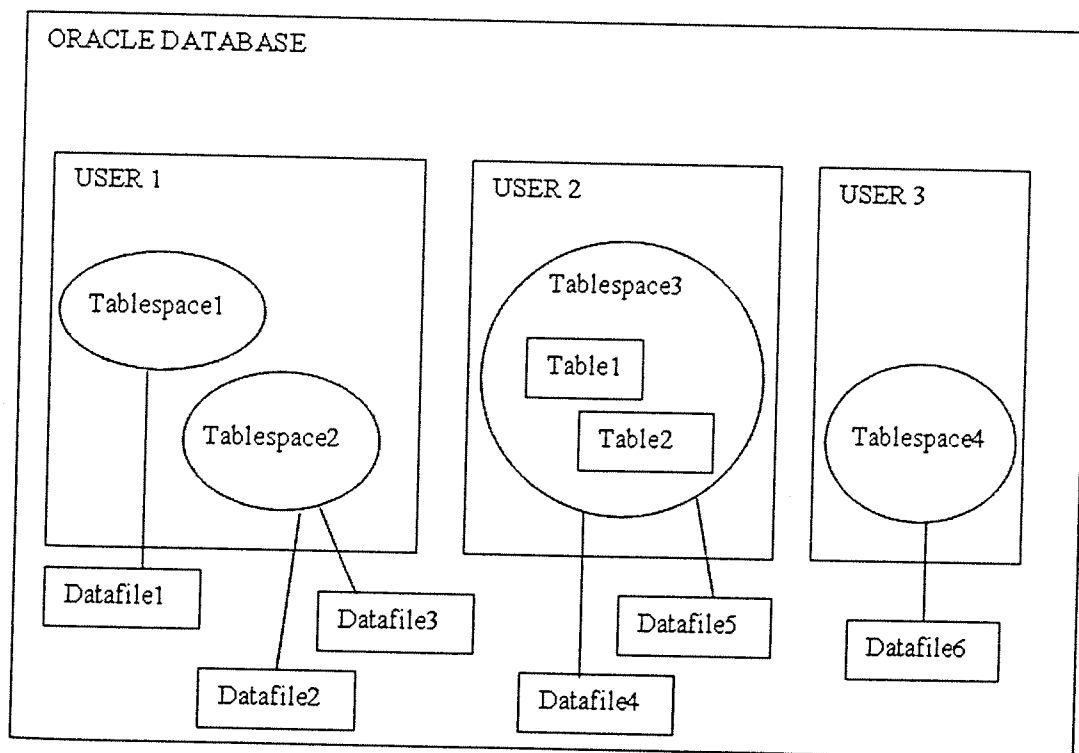 ORACLE DATABASE
USER 1
USER 2
USER 3
Tablespace1
Tablespace2
Tablespace3
Table1
Table2
Tablespace4
Datafile1
Datafile2
Datafile3
Datafile4
Datafile5
Datafile6